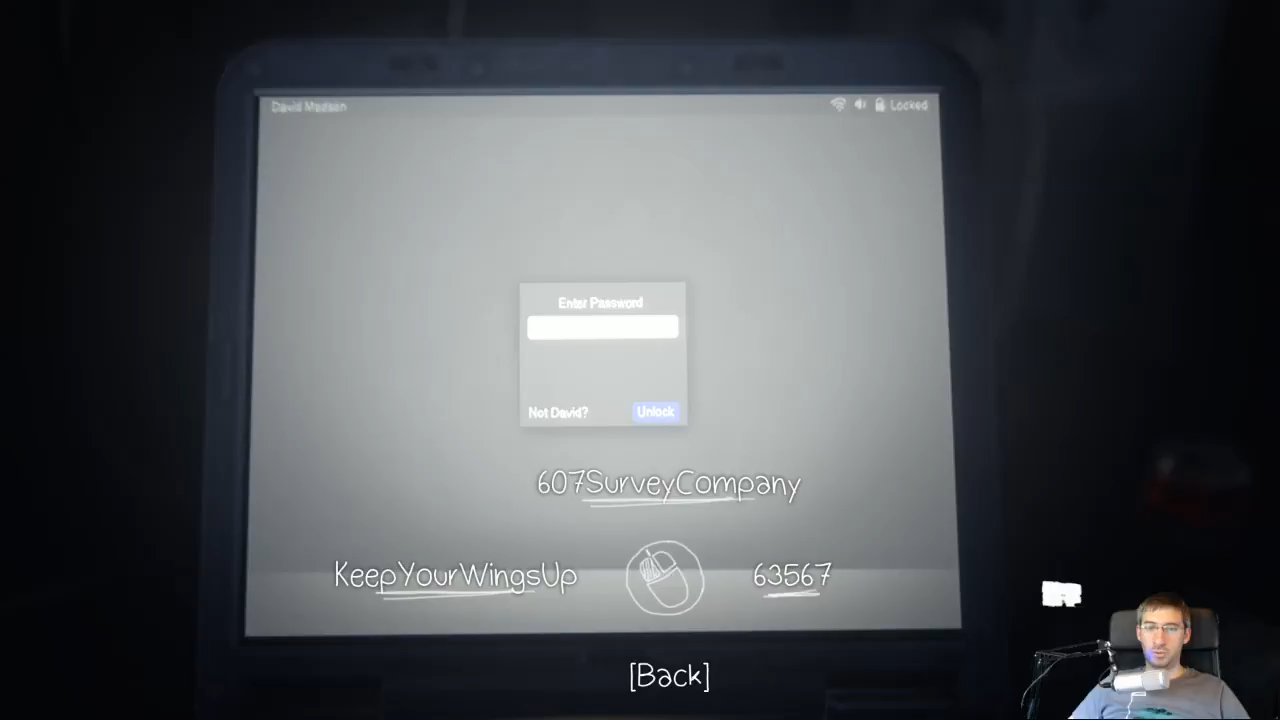 David Madsen
Locked
Enter Password
Not David?
Unlock
607SurveyCompany
KeepYourWingsUp
63567
[Back]